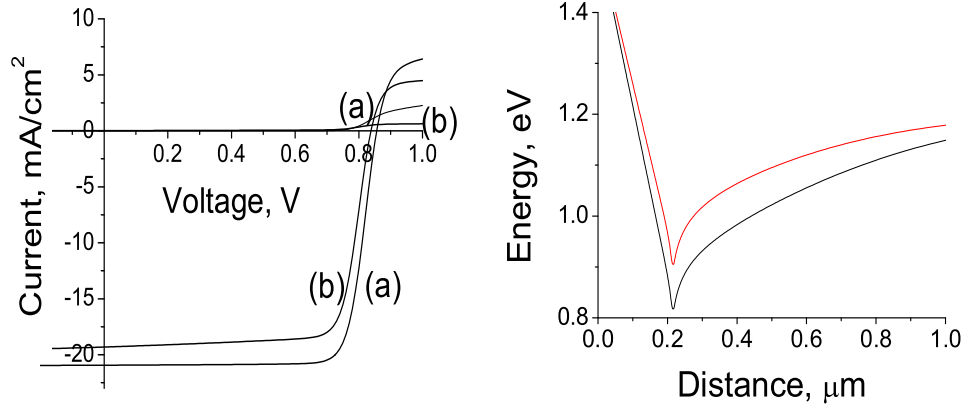 10
5
0
-5
-10
-15
-20
0.2 0.4 0.6 0.8 1.0
Current, mA/cm²
Voltage, V
(a)
(b)
(b)
(a)
1.4
1.2
1.0
0.8
0.0 0.2 0.4 0.6 0.8 1.0
Energy, eV
Distance, μm